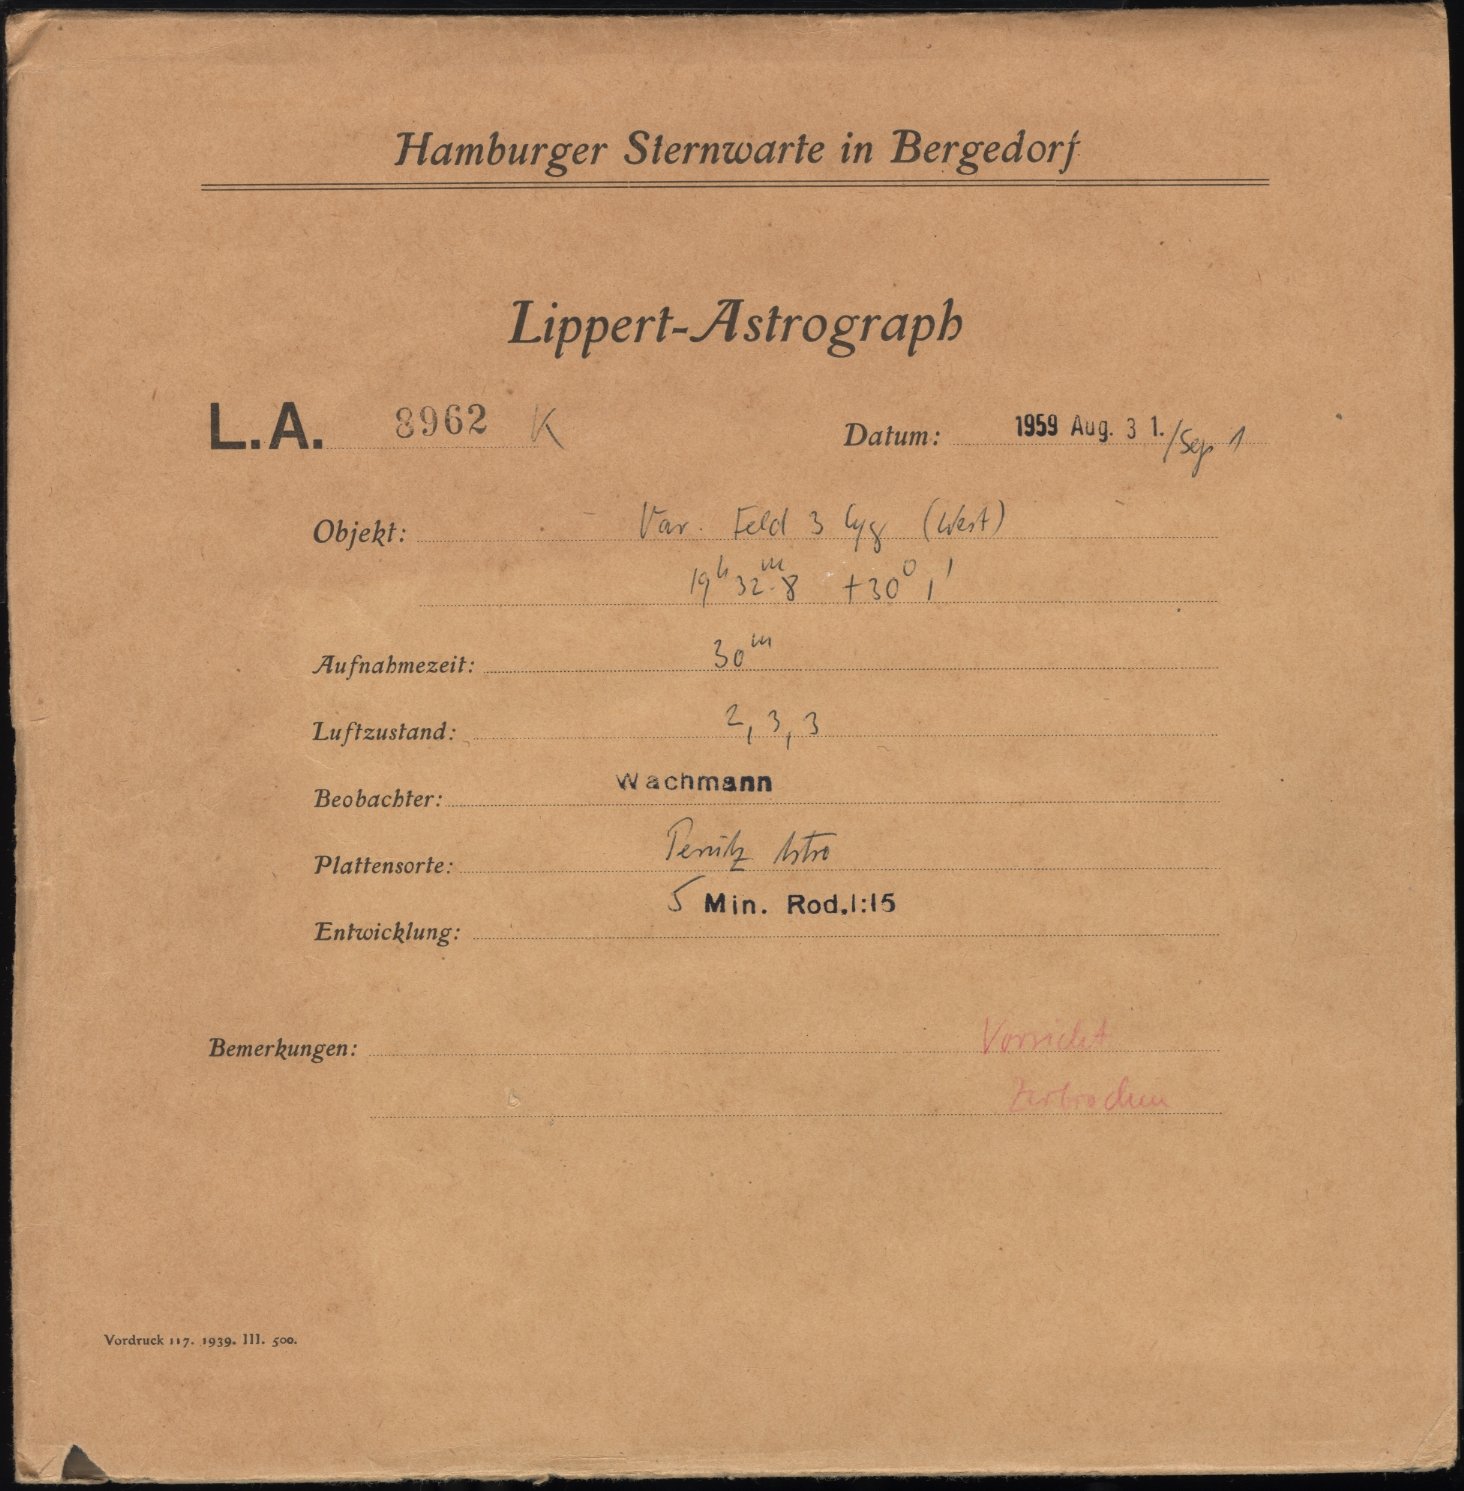 Hamburger Sternwarte in Bergedorf
Lippert-Astrograph
L.A. 8962 K
Datum: 1959 Aug. 31./Sep 1
Objekt: Var. Feld 3 Cyg (West)
19h 32m.8 +30° 1'
Aufnahmezeit: 30m
Luftzustand: 2, 3, 3
Beobachter: Wachmann
Plattensorte: Perutz Astro
Entwicklung: 5 Min. Rod. 1:15
Bemerkungen: Vorsicht
Zerbrochen
Vordruck 117. 1939. III. 500.